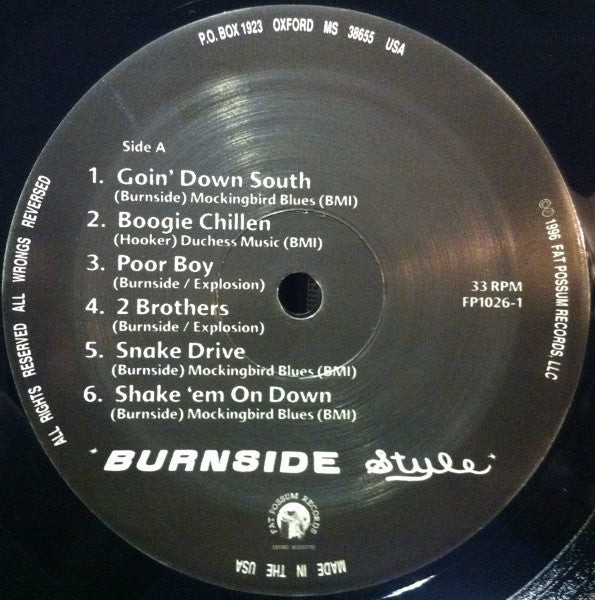 P.O. BOX 1923 OXFORD MS 38655 USA
Side A
1. Goin' Down South
(Burnside) Mockingbird Blues (BMI)
2. Boogie Chillen
(Hooker) Duchess Music (BMI)
3. Poor Boy
(Burnside / Explosion)
4. 2 Brothers
(Burnside / Explosion)
5. Snake Drive
(Burnside) Mockingbird Blues (BMI)
6. Shake 'em On Down
(Burnside) Mockingbird Blues (BMI)
33 RPM
FP1026-1
ALL RIGHTS RESERVED ALL WRONGS REVERSED
©© 1996 FAT POSSUM RECORDS, LLC
'BURNSIDE Style'
FAT POSSUM RECORDS
MADE IN THE USA